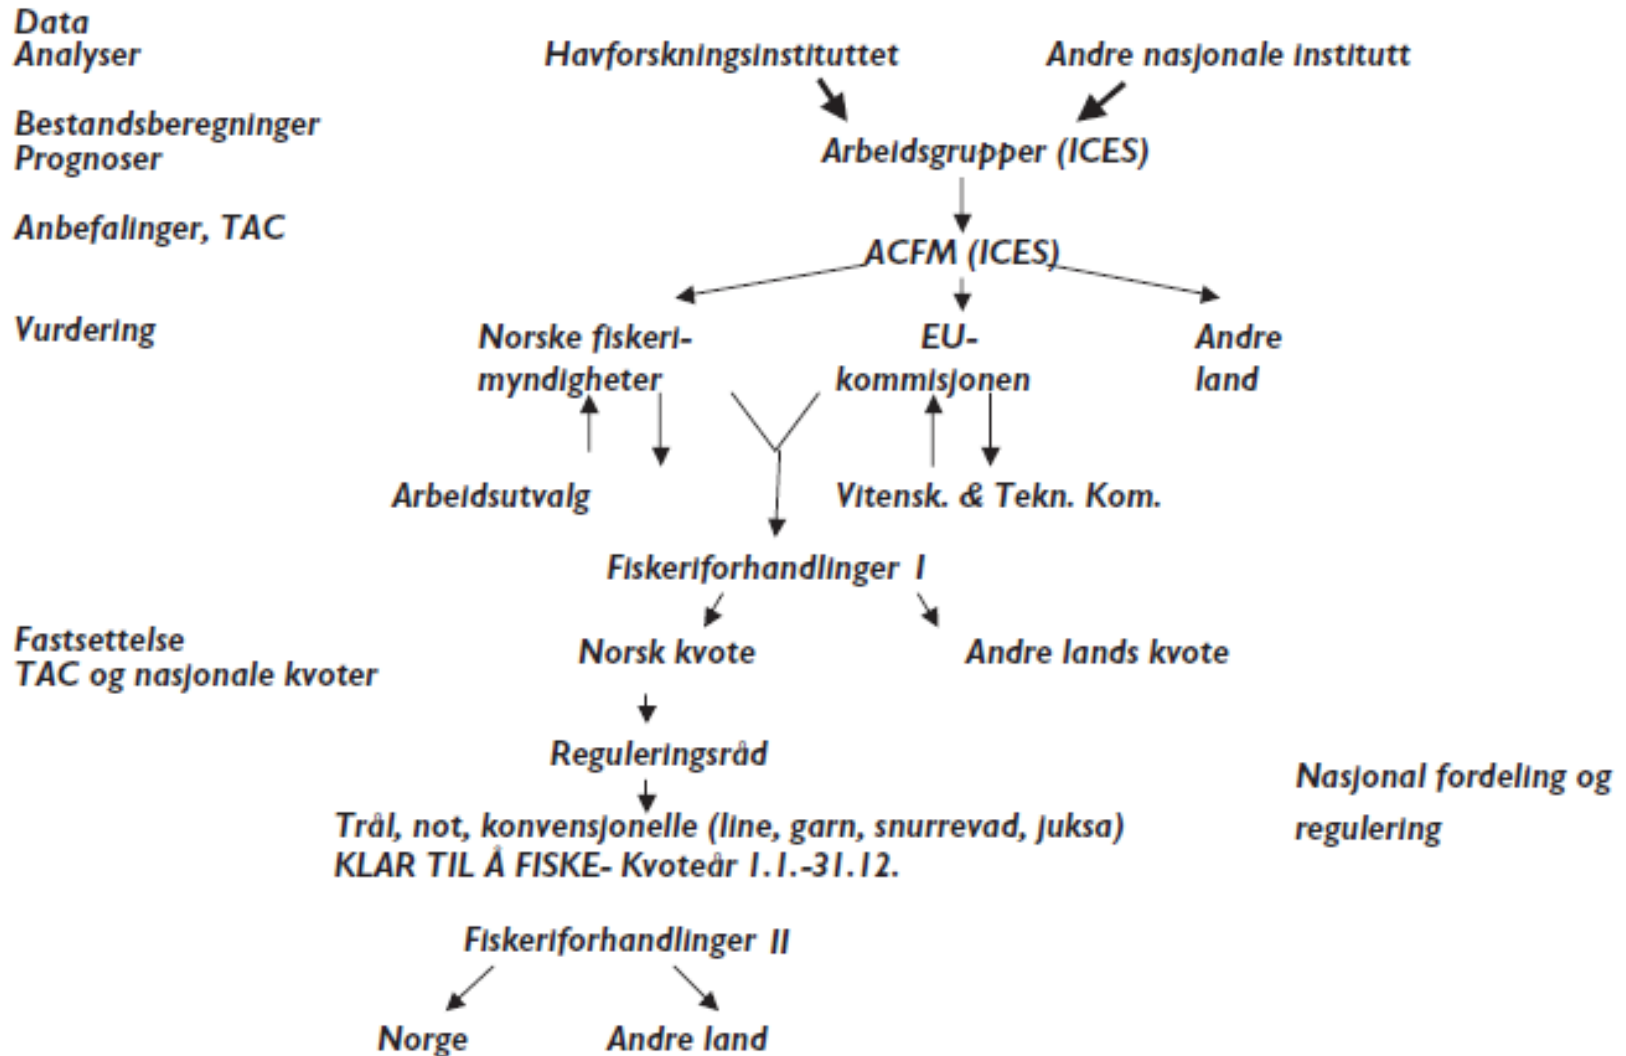 Data
Analyser
Havforskningsinstituttet
Andre nasjonale institutt
Bestandsberegninger
Prognoser
Arbeidsgrupper (ICES)
Anbefalinger, TAC
ACFM (ICES)
Vurdering
Norske fiskeri-
myndigheter
EU-
kommisjonen
Andre
land
Arbeidsutvalg
Vitensk. & Tekn. Kom.
Fiskeriforhandlinger I
Fastsettelse
TAC og nasjonale kvoter
Norsk kvote
Andre lands kvote
Reguleringsråd
Nasjonal fordeling og
regulering
Trål, not, konvensjonelle (line, garn, snurrevad, juksa)
KLAR TIL Å FISKE- Kvoteår 1.1.-31.12.
Fiskeriforhandlinger II
Norge
Andre land